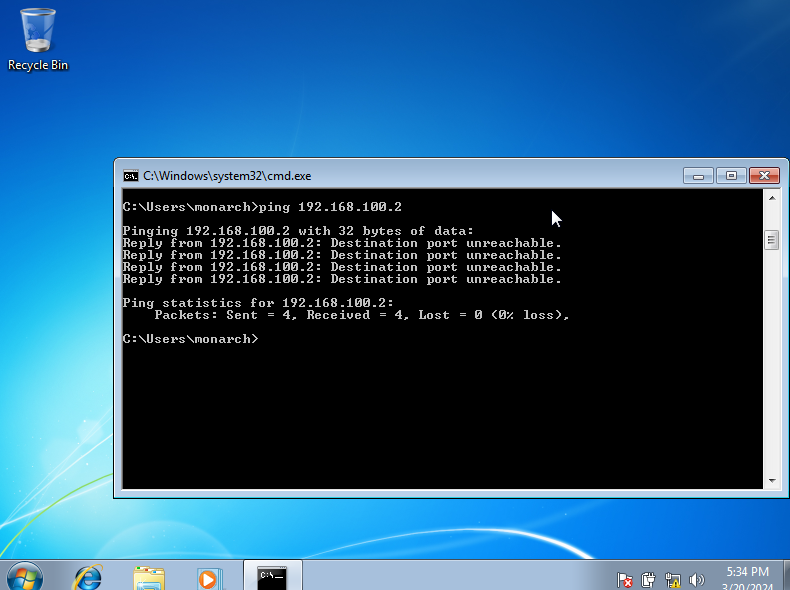 Recycle Bin
C:\Windows\system32\cmd.exe
C:\Users\monarch>ping 192.168.100.2
Pinging 192.168.100.2 with 32 bytes of data:
Reply from 192.168.100.2: Destination port unreachable.
Reply from 192.168.100.2: Destination port unreachable.
Reply from 192.168.100.2: Destination port unreachable.
Reply from 192.168.100.2: Destination port unreachable.
Ping statistics for 192.168.100.2:
Packets: Sent = 4, Received = 4, Lost = 0 (0% loss),
C:\Users\monarch>
5:34 PM
3/20/2024